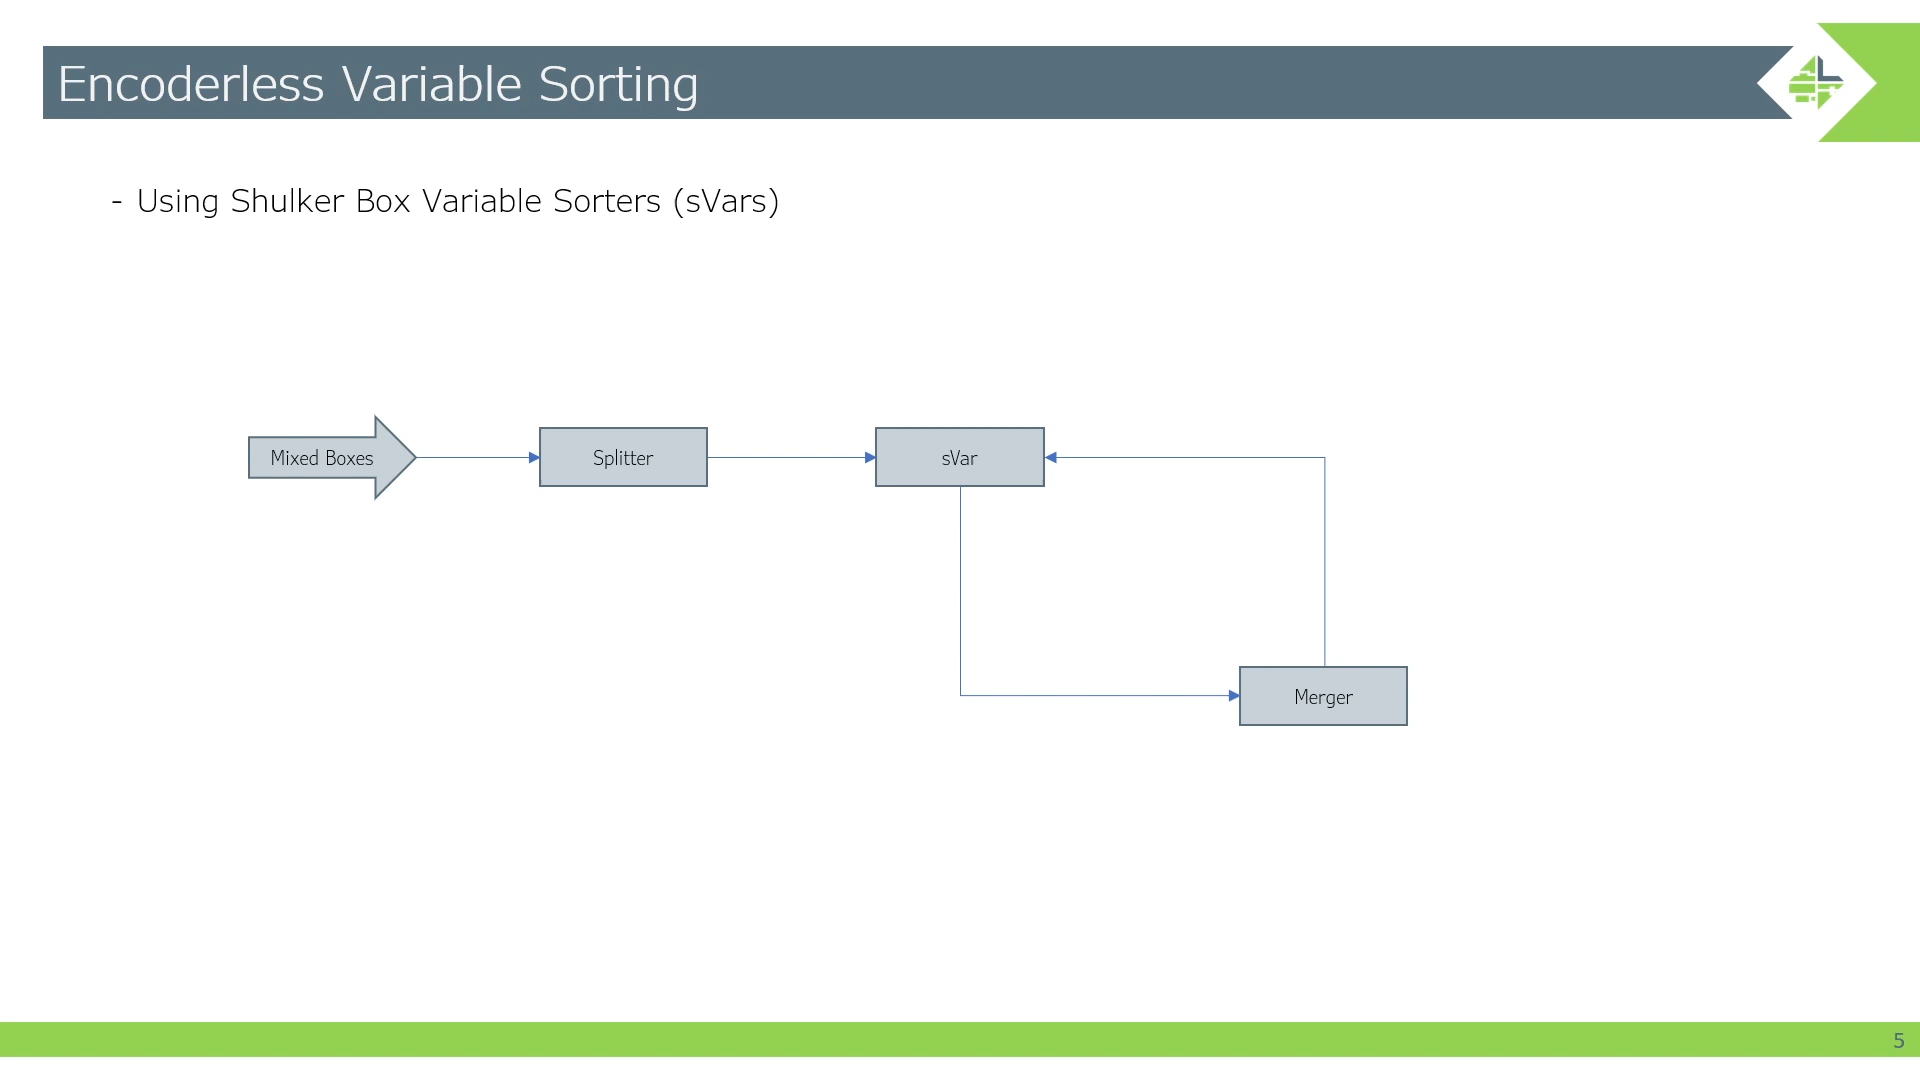 Encoderless Variable Sorting
- Using Shulker Box Variable Sorters (sVars)
Mixed Boxes
Splitter
sVar
Merger
5